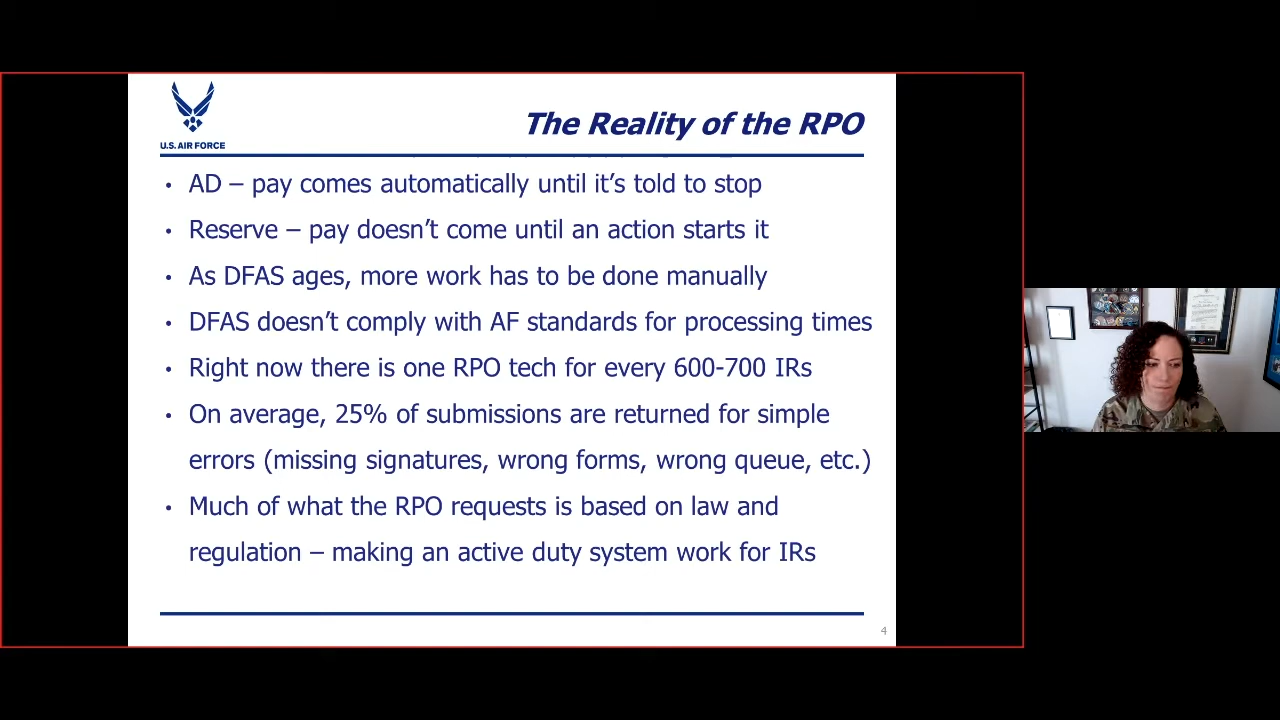 U.S. AIR FORCE
The Reality of the RPO
• AD – pay comes automatically until it’s told to stop
• Reserve – pay doesn’t come until an action starts it
• As DFAS ages, more work has to be done manually
• DFAS doesn’t comply with AF standards for processing times
• Right now there is one RPO tech for every 600-700 IRs
• On average, 25% of submissions are returned for simple
errors (missing signatures, wrong forms, wrong queue, etc.)
• Much of what the RPO requests is based on law and
regulation – making an active duty system work for IRs
4